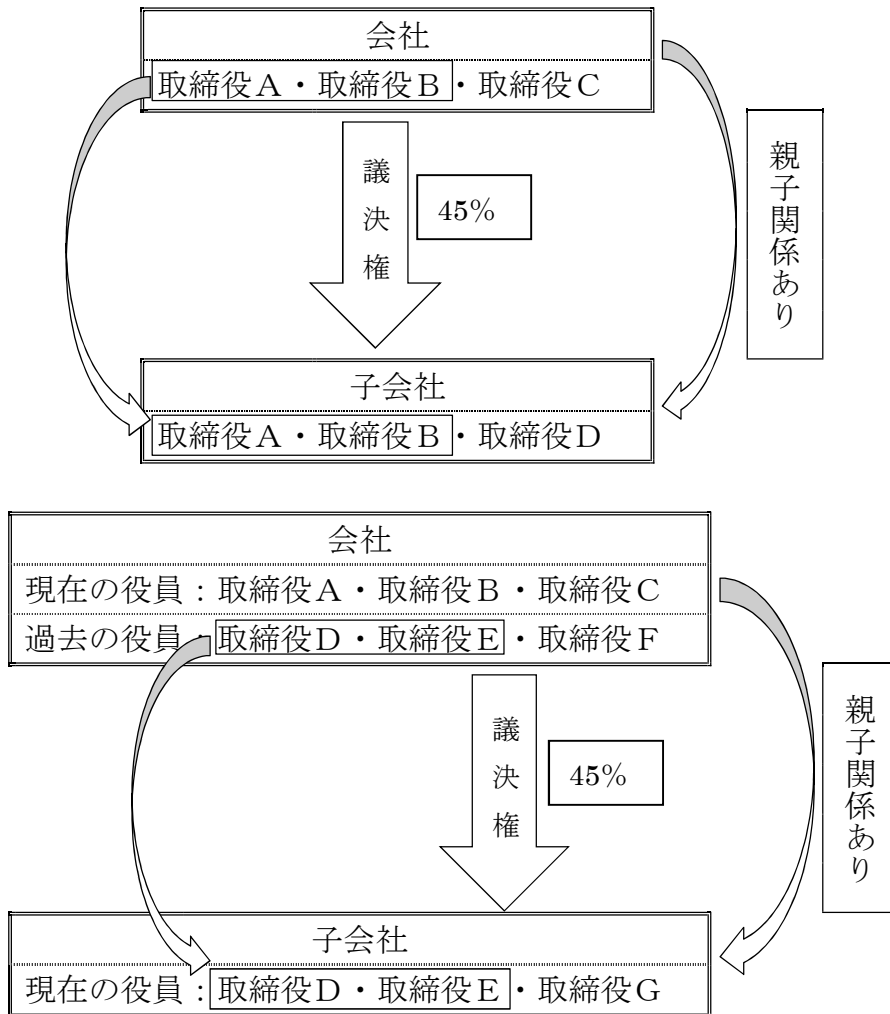 会社
取締役A・取締役B・取締役C
議決権
45%
親子関係あり
子会社
取締役A・取締役B・取締役D
会社
現在の役員:取締役A・取締役B・取締役C
過去の役員:取締役D・取締役E・取締役F
議決権
45%
親子関係あり
子会社
現在の役員:取締役D・取締役E・取締役G